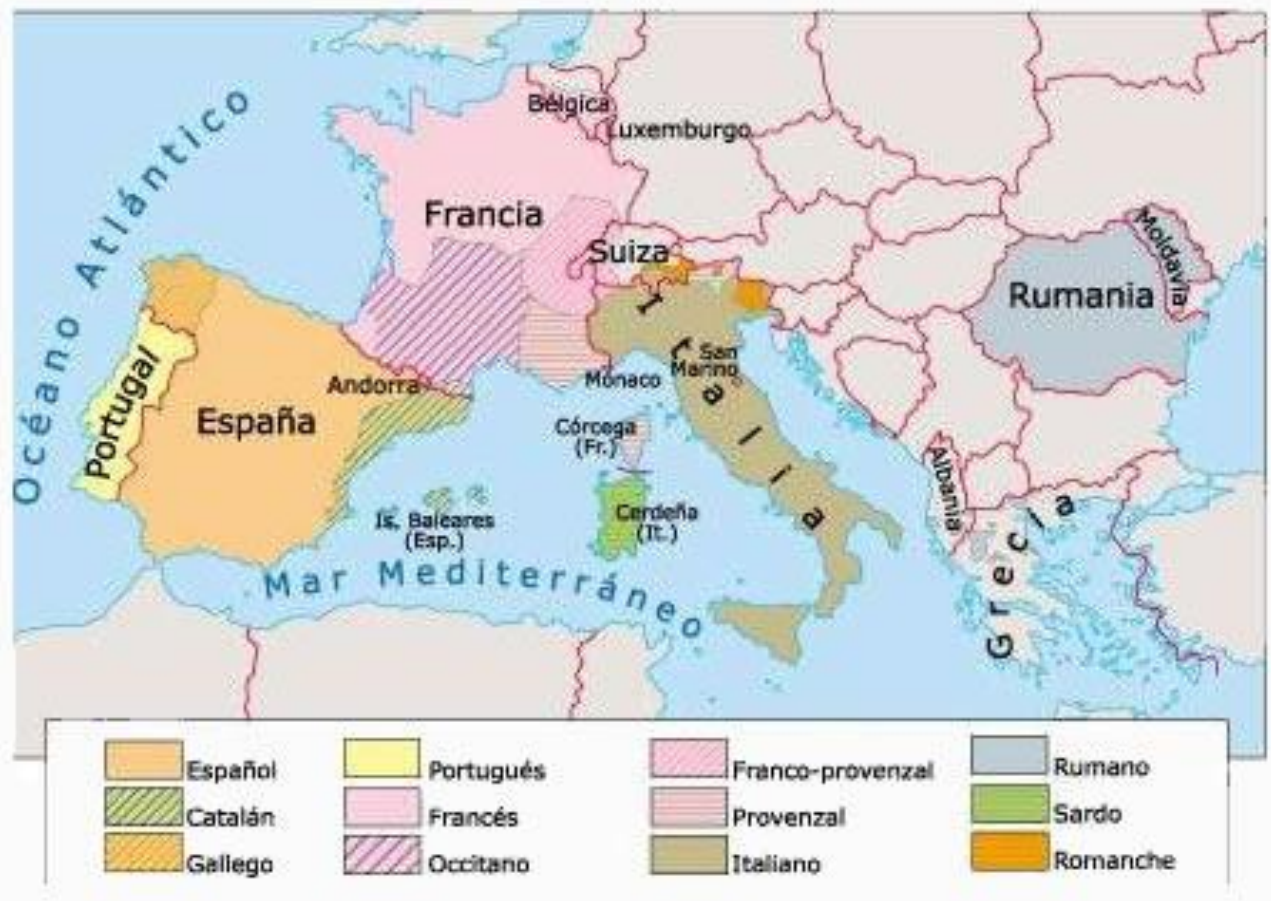 Océano Atlántico
Bélgica
Luxemburgo
Francia
Suiza
Moldavia
Rumania
Italia
San
Marino
Mónaco
Andorra
Portugal
España
Córcega
(Fr.)
Albania
Grecia
Is. Baleares
(Esp.)
Cerdeña
(It.)
Mar Mediterráneo
Español
Portugués
Franco-provenzal
Rumano
Catalán
Francés
Provenzal
Sardo
Gallego
Occitano
Italiano
Romanche